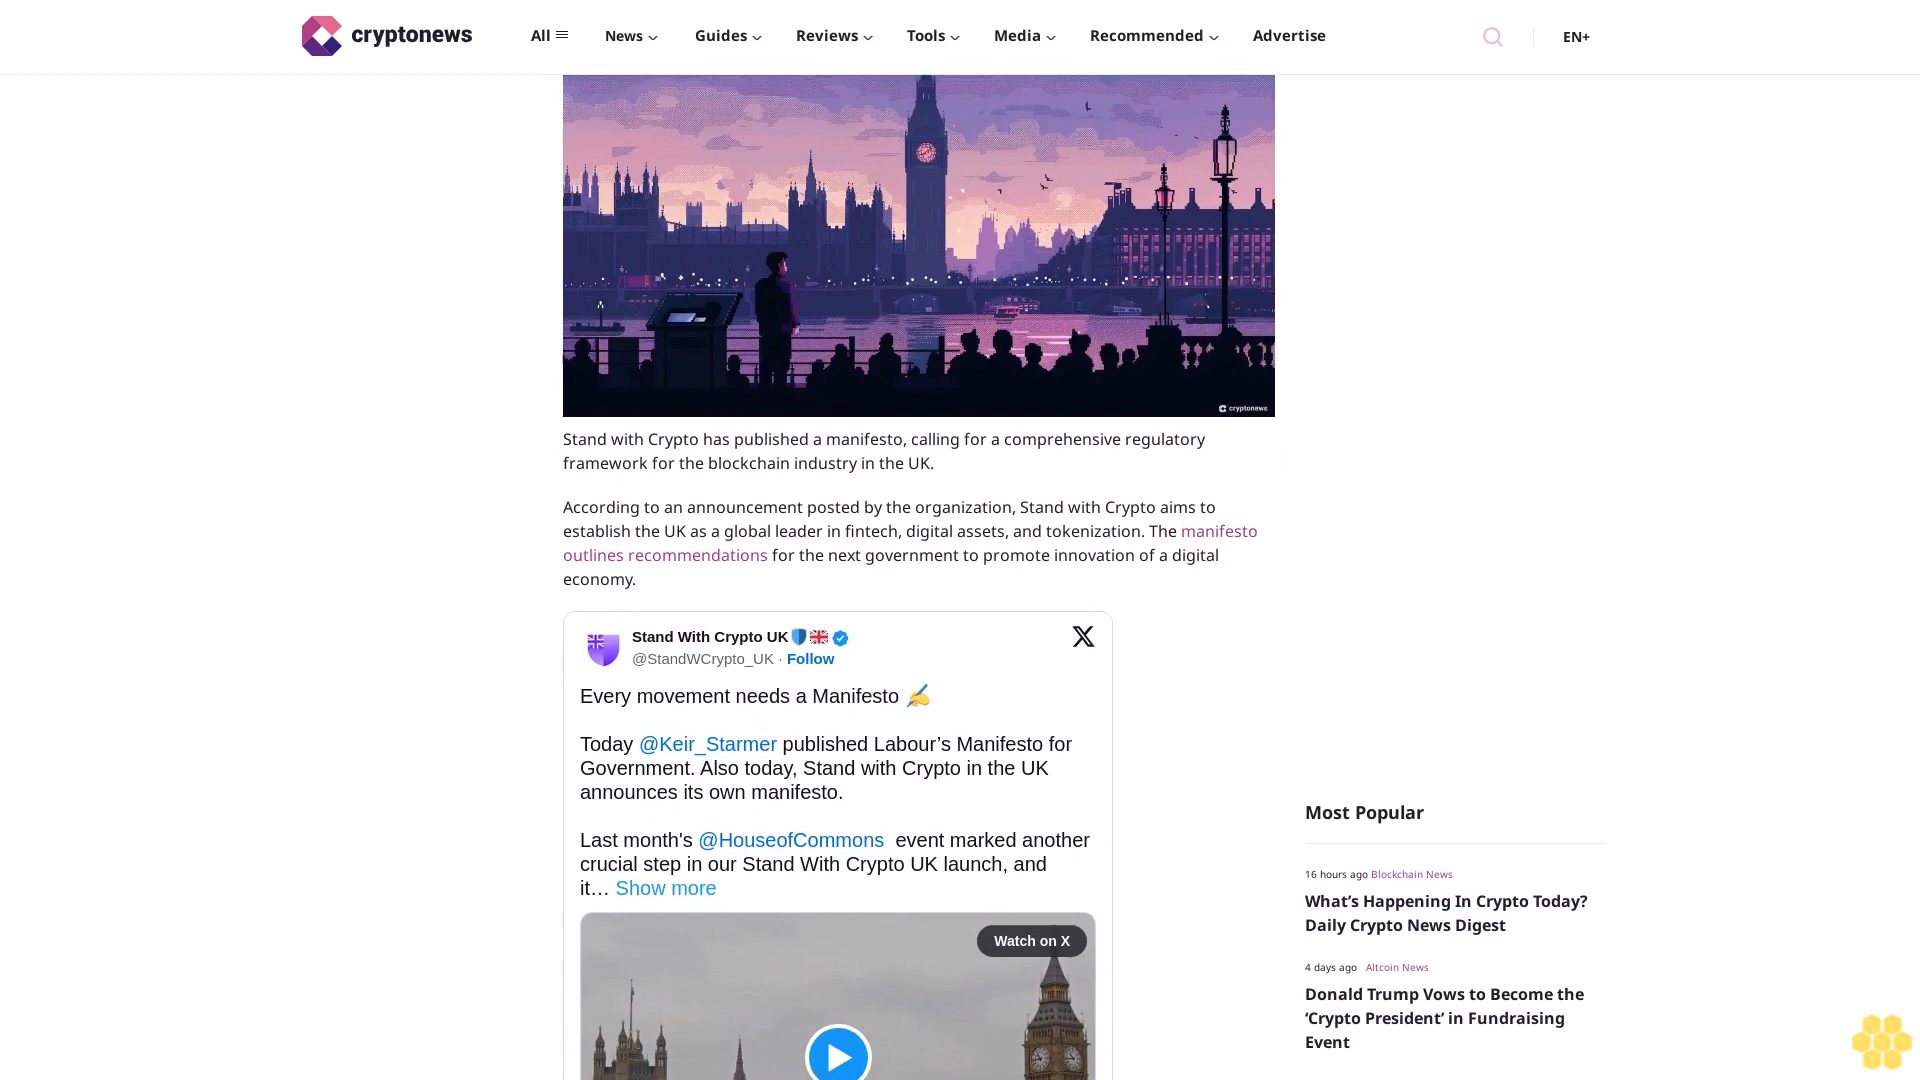 cryptonews
All
News
Guides
Reviews
Tools
Media
Recommended
Advertise
EN+
cryptonews
Stand with Crypto has published a manifesto, calling for a comprehensive regulatory
framework for the blockchain industry in the UK.
According to an announcement posted by the organization, Stand with Crypto aims to
establish the UK as a global leader in fintech, digital assets, and tokenization. The manifesto
outlines recommendations for the next government to promote innovation of a digital
economy.
Stand With Crypto UK🛡️🇬🇧
@StandWCrypto_UK · Follow
Every movement needs a Manifesto ✍️
Today @Keir_Starmer published Labour’s Manifesto for
Government. Also today, Stand with Crypto in the UK
announces its own manifesto.
Last month's @HouseofCommons event marked another
crucial step in our Stand With Crypto UK launch, and
it… Show more
Watch on X
Most Popular
16 hours ago Blockchain News
What’s Happening In Crypto Today?
Daily Crypto News Digest
4 days ago Altcoin News
Donald Trump Vows to Become the
‘Crypto President’ in Fundraising
Event